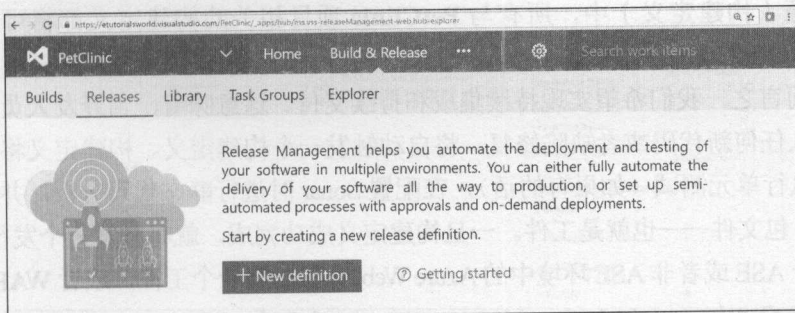 https://etutorialsworld.visualstudio.com/PetClinic/_apps/hub/ms.vss-releaseManagement-web.hub-explorer
PetClinic Home Build & Release ••• Search work items
Builds Releases Library Task Groups Explorer
Release Management helps you automate the deployment and testing of
your software in multiple environments. You can either fully automate the
delivery of your software all the way to production, or set up semi-
automated processes with approvals and on-demand deployments.
Start by creating a new release definition.
+ New definition ? Getting started